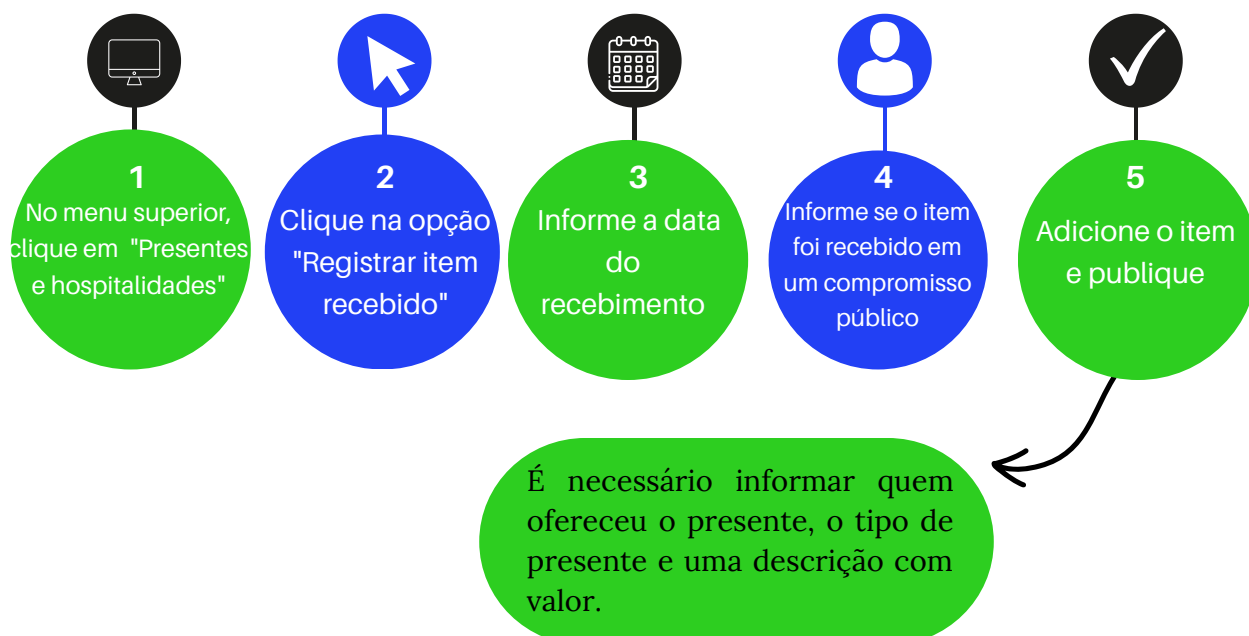 1
No menu superior,
clique em "Presentes
e hospitalidades"
2
Clique na opção
"Registrar item
recebido"
3
Informe a data
do
recebimento
4
Informe se o item
foi recebido em
um compromisso
público
5
Adicione o item
e publique
É necessário informar quem
ofereceu o presente, o tipo de
presente e uma descrição com
valor.